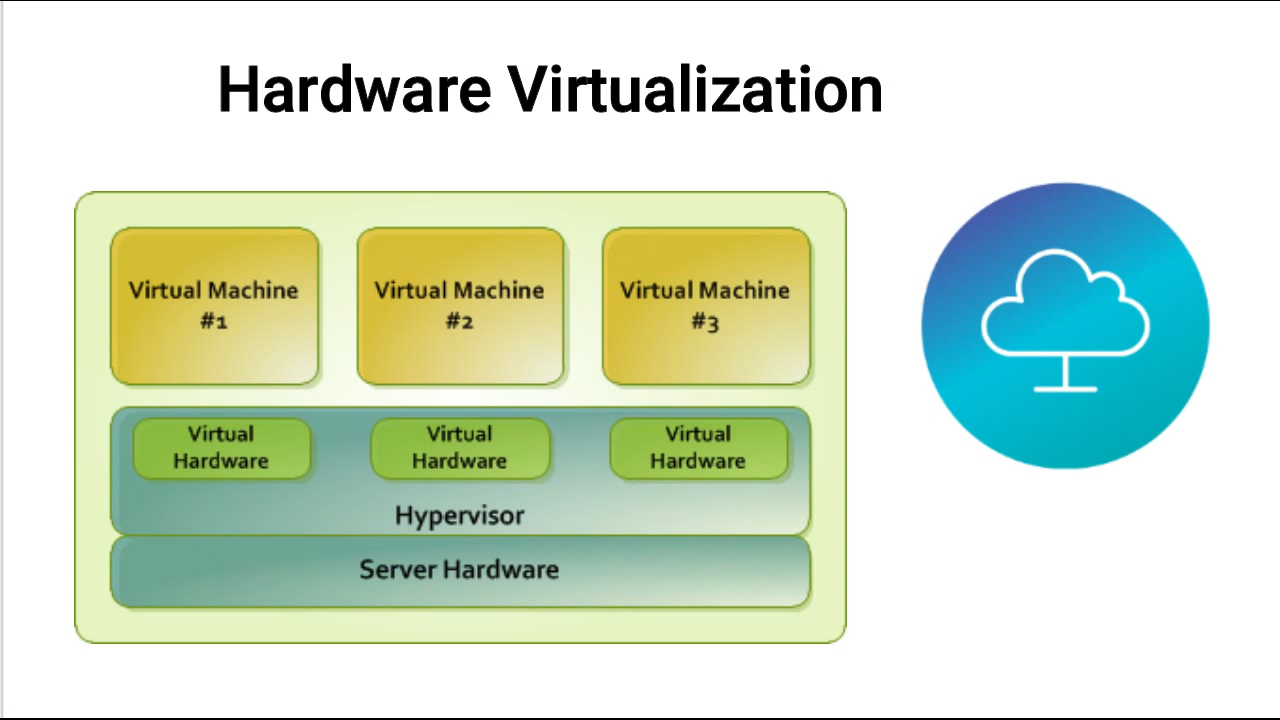 Hardware Virtualization
Virtual Machine
#1
Virtual Machine
#2
Virtual Machine
#3
Virtual
Hardware
Virtual
Hardware
Virtual
Hardware
Hypervisor
Server Hardware